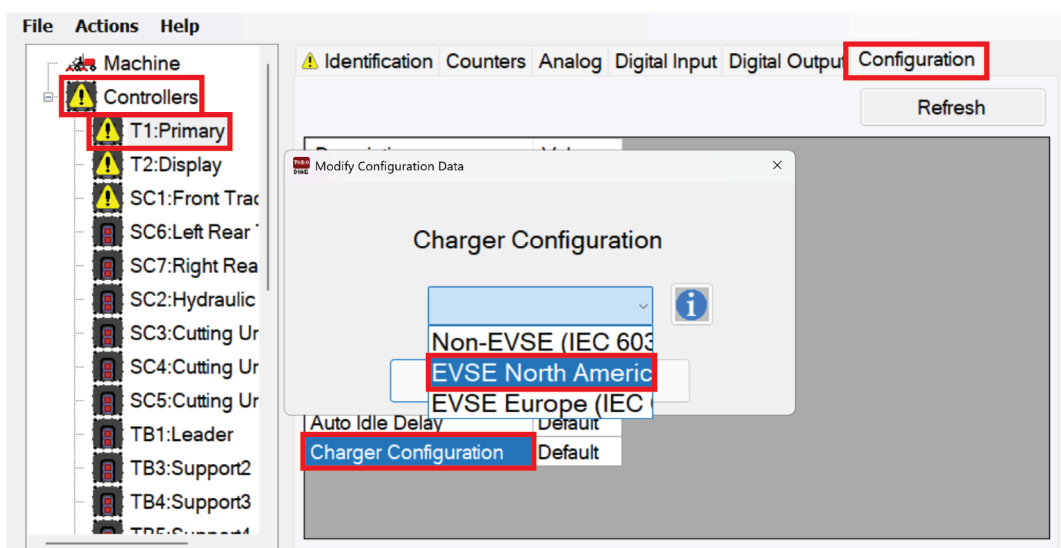 File Actions Help
Machine
Controllers
T1:Primary
T2:Display
SC1:Front Trac
SC6:Left Rear
SC7:Right Rea
SC2:Hydraulic
SC3:Cutting Ur
SC4:Cutting Ur
SC5:Cutting Ur
TB1:Leader
TB3:Support2
TB4:Support3
Identification Counters Analog Digital Input Digital Output Configuration
Refresh
TORO
DIAG
Modify Configuration Data
Charger Configuration
Non-EVSE (IEC 603
EVSE North Americ
EVSE Europe (IEC
Auto Idle Delay Default
Charger Configuration Default